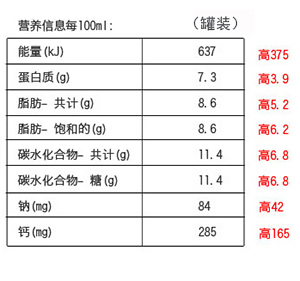 营养信息每100ml: （罐装）
能量(kJ) 637 高375
蛋白质(g) 7.3 高3.9
脂肪- 共计(g) 8.6 高5.2
脂肪- 饱和的(g) 8.6 高6.2
碳水化合物- 共计(g) 11.4 高6.8
碳水化合物- 糖(g) 11.4 高6.8
钠(mg) 84 高42
钙(mg) 285 高165